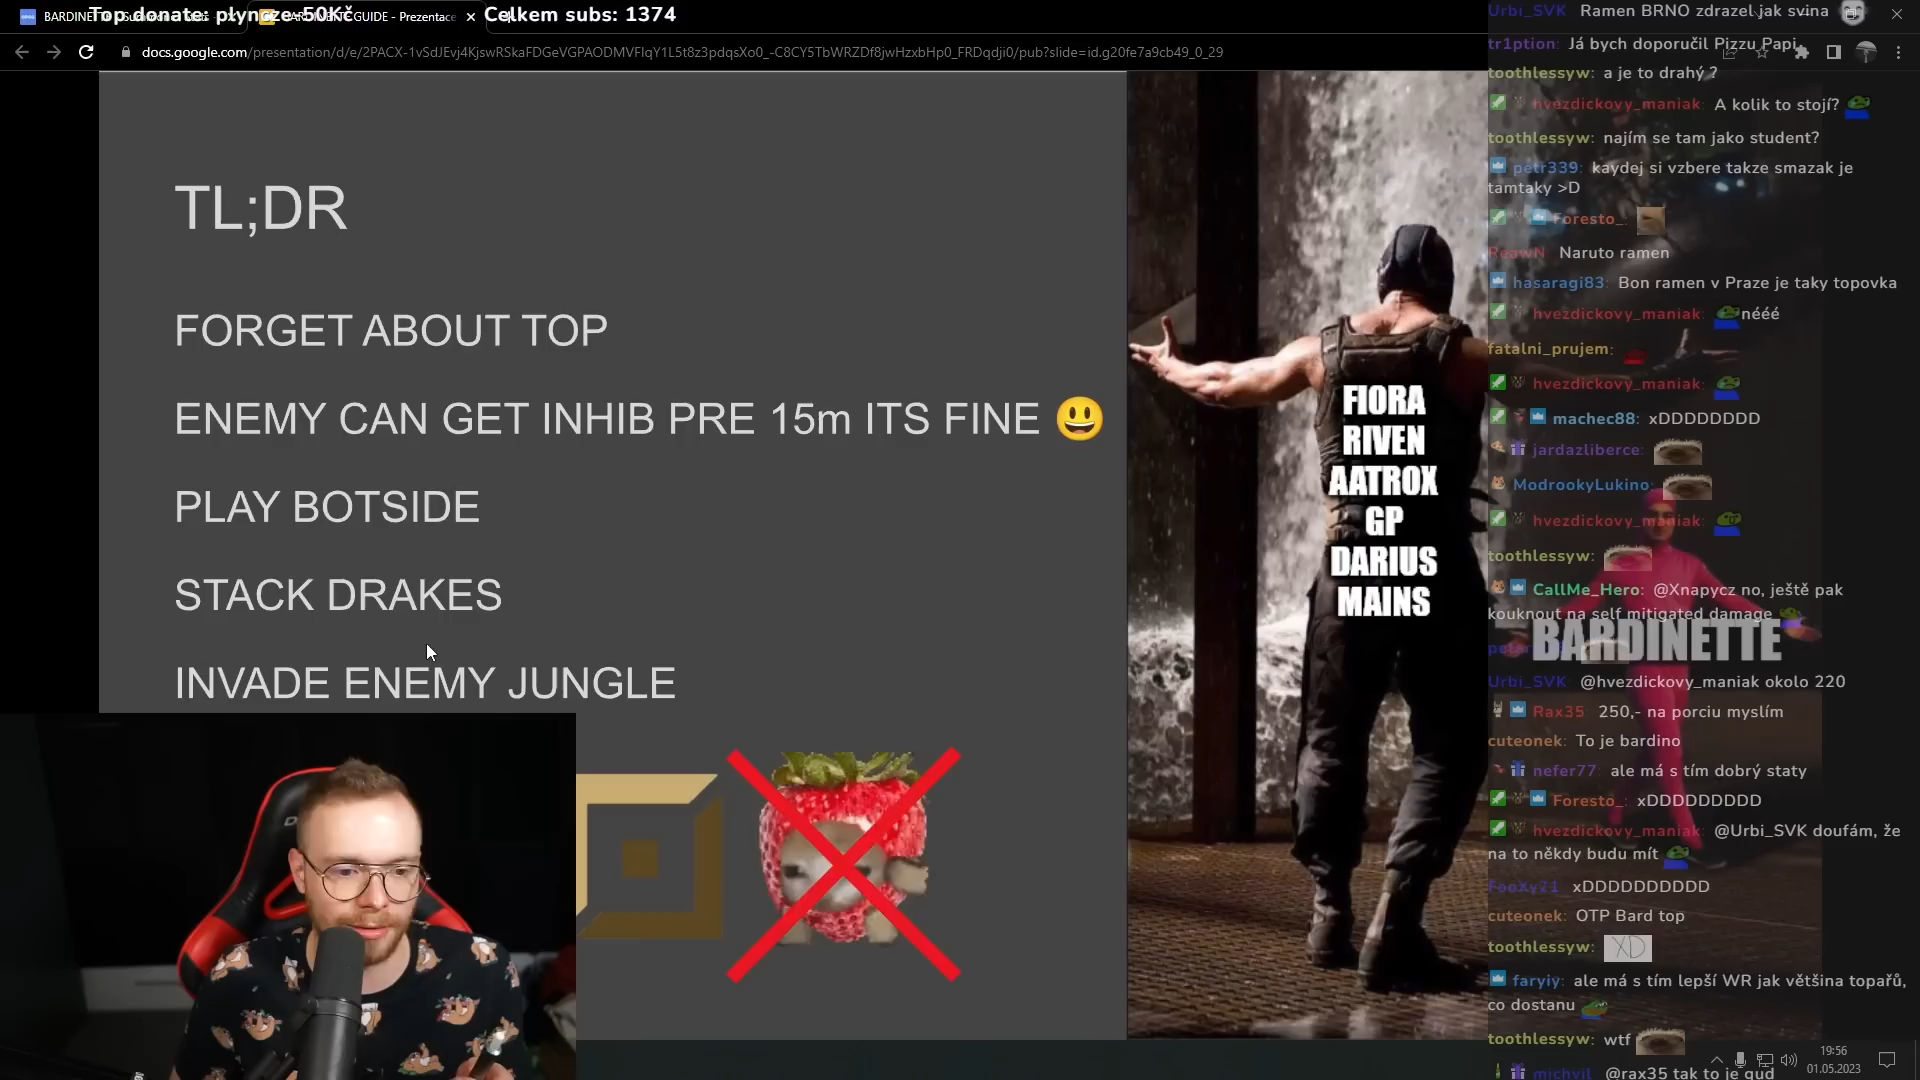 Top donate: plyncze 50Kč
Celkem subs: 1374
docs.google.com/presentation/d/e/2PACX-1vSdJEvj4KjswRSkaFDGeVGPAODMVFIqY1L5t8z3pdqsXo0_-C8CY5TbWRZDf8jwHzxbHp0_FRDqdji0/pub?slide=id.g20fe7a9cb49_0_29
TL;DR
FORGET ABOUT TOP
ENEMY CAN GET INHIB PRE 15m ITS FINE 😃
PLAY BOTSIDE
STACK DRAKES
INVADE ENEMY JUNGLE
FIORA
RIVEN
AATROX
GP
DARIUS
MAINS
BARDINETTE
Urbi_SVK Ramen BRNO zdrazel jak svina
tr1ption: Já bych doporučil Pizzu Papi
toothlessyw: a je to drahý ?
hvezdickovy_maniak: A kolik to stojí?
toothlessyw: najím se tam jako student?
petr339: kaydej si vzbere takze smazak je
tamtaky >D
Foresto_:
Naruto ramen
hasaragi83: Bon ramen v Praze je taky topovka
hvezdickovy_maniak: nééé
fatalni_prujem:
hvezdickovy_maniak:
machec88: xDDDDDDDD
jardazliberce:
ModrookyLukino:
hvezdickovy_maniak:
toothlessyw:
CallMe_Hero: @Xnapycz no, ještě pak
kouknout na self mitigated damage
Urbi_SVK: @hvezdickovy_maniak okolo 220
Rax35: 250,- na porciu myslím
cuteonek: To je bardino
nefer77: ale má s tím dobrý staty
Foresto_: xDDDDDDDDD
hvezdickovy_maniak: @Urbi_SVK doufám, že
na to někdy budu mít
FooXy71 xDDDDDDDDDD
cuteonek: OTP Bard top
toothlessyw: XD
faryiy: ale má s tím lepší WR jak většina topařů,
co dostanu
toothlessyw: wtf
michvil: @rax35 tak to je gud
19:56
01.05.2023